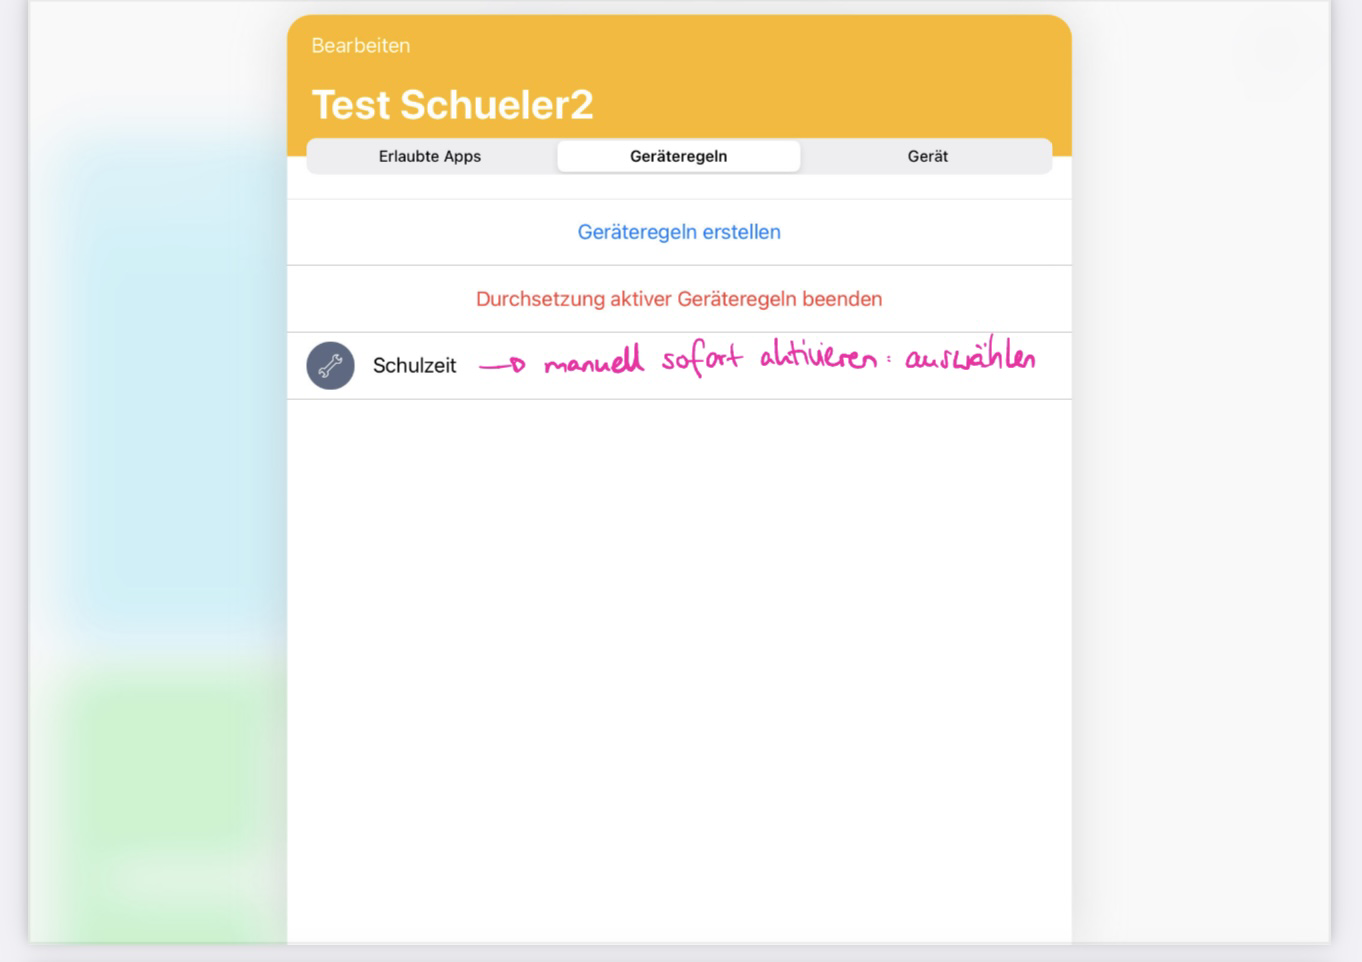 Bearbeiten
Test Schueler2
Erlaubte Apps Geräteregeln Gerät
Geräteregeln erstellen
Durchsetzung aktiver Geräteregeln beenden
Schulzeit → manuell sofort aktivieren: auswählen